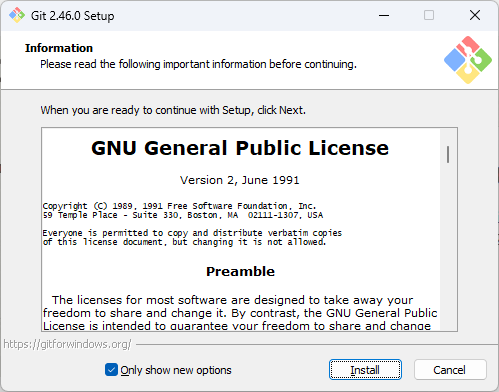 Git 2.46.0 Setup
Information
Please read the following important information before continuing.
When you are ready to continue with Setup, click Next.
GNU General Public License
Version 2, June 1991
Copyright (C) 1989, 1991 Free Software Foundation, Inc.
59 Temple Place - Suite 330, Boston, MA  02111-1307, USA
Everyone is permitted to copy and distribute verbatim copies
of this license document, but changing it is not allowed.
Preamble
The licenses for most software are designed to take away your
freedom to share and change it. By contrast, the GNU General Public
License is intended to guarantee your freedom to share and change
https://gitforwindows.org/
Only show new options
Install
Cancel